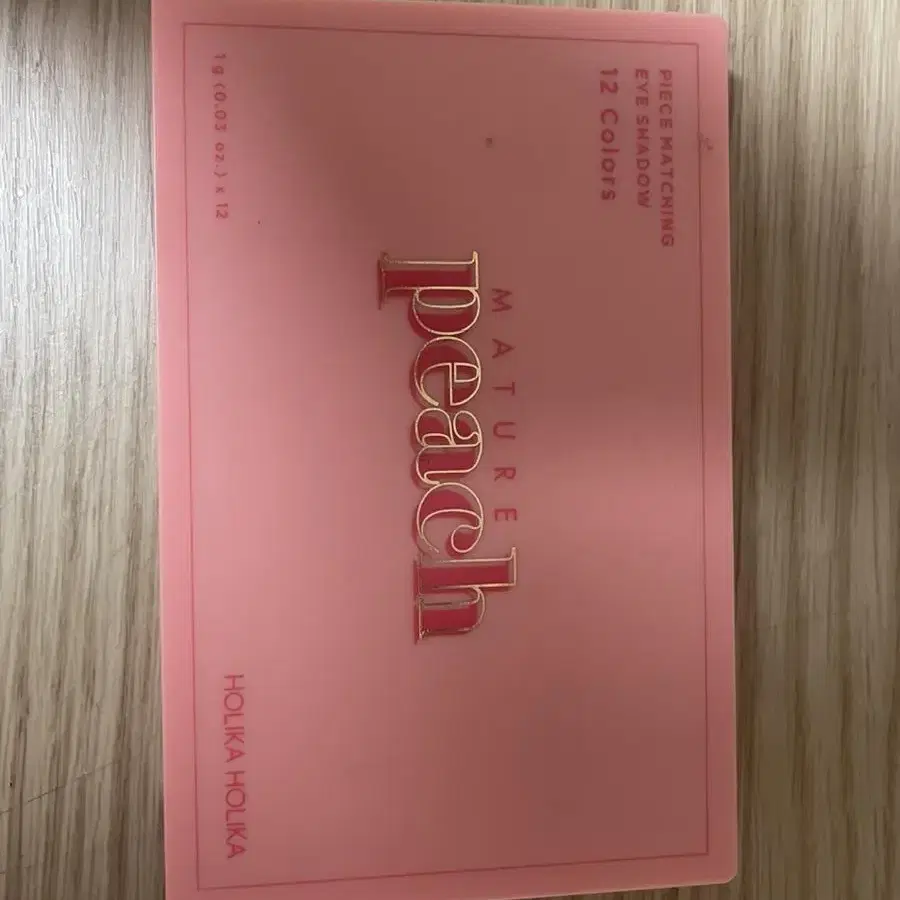 PIECE MATCHING
EYE SHADOW
12 Colors
MATURE
peach
1g (0.03 oz.) x 12
HOLIKA HOLIKA